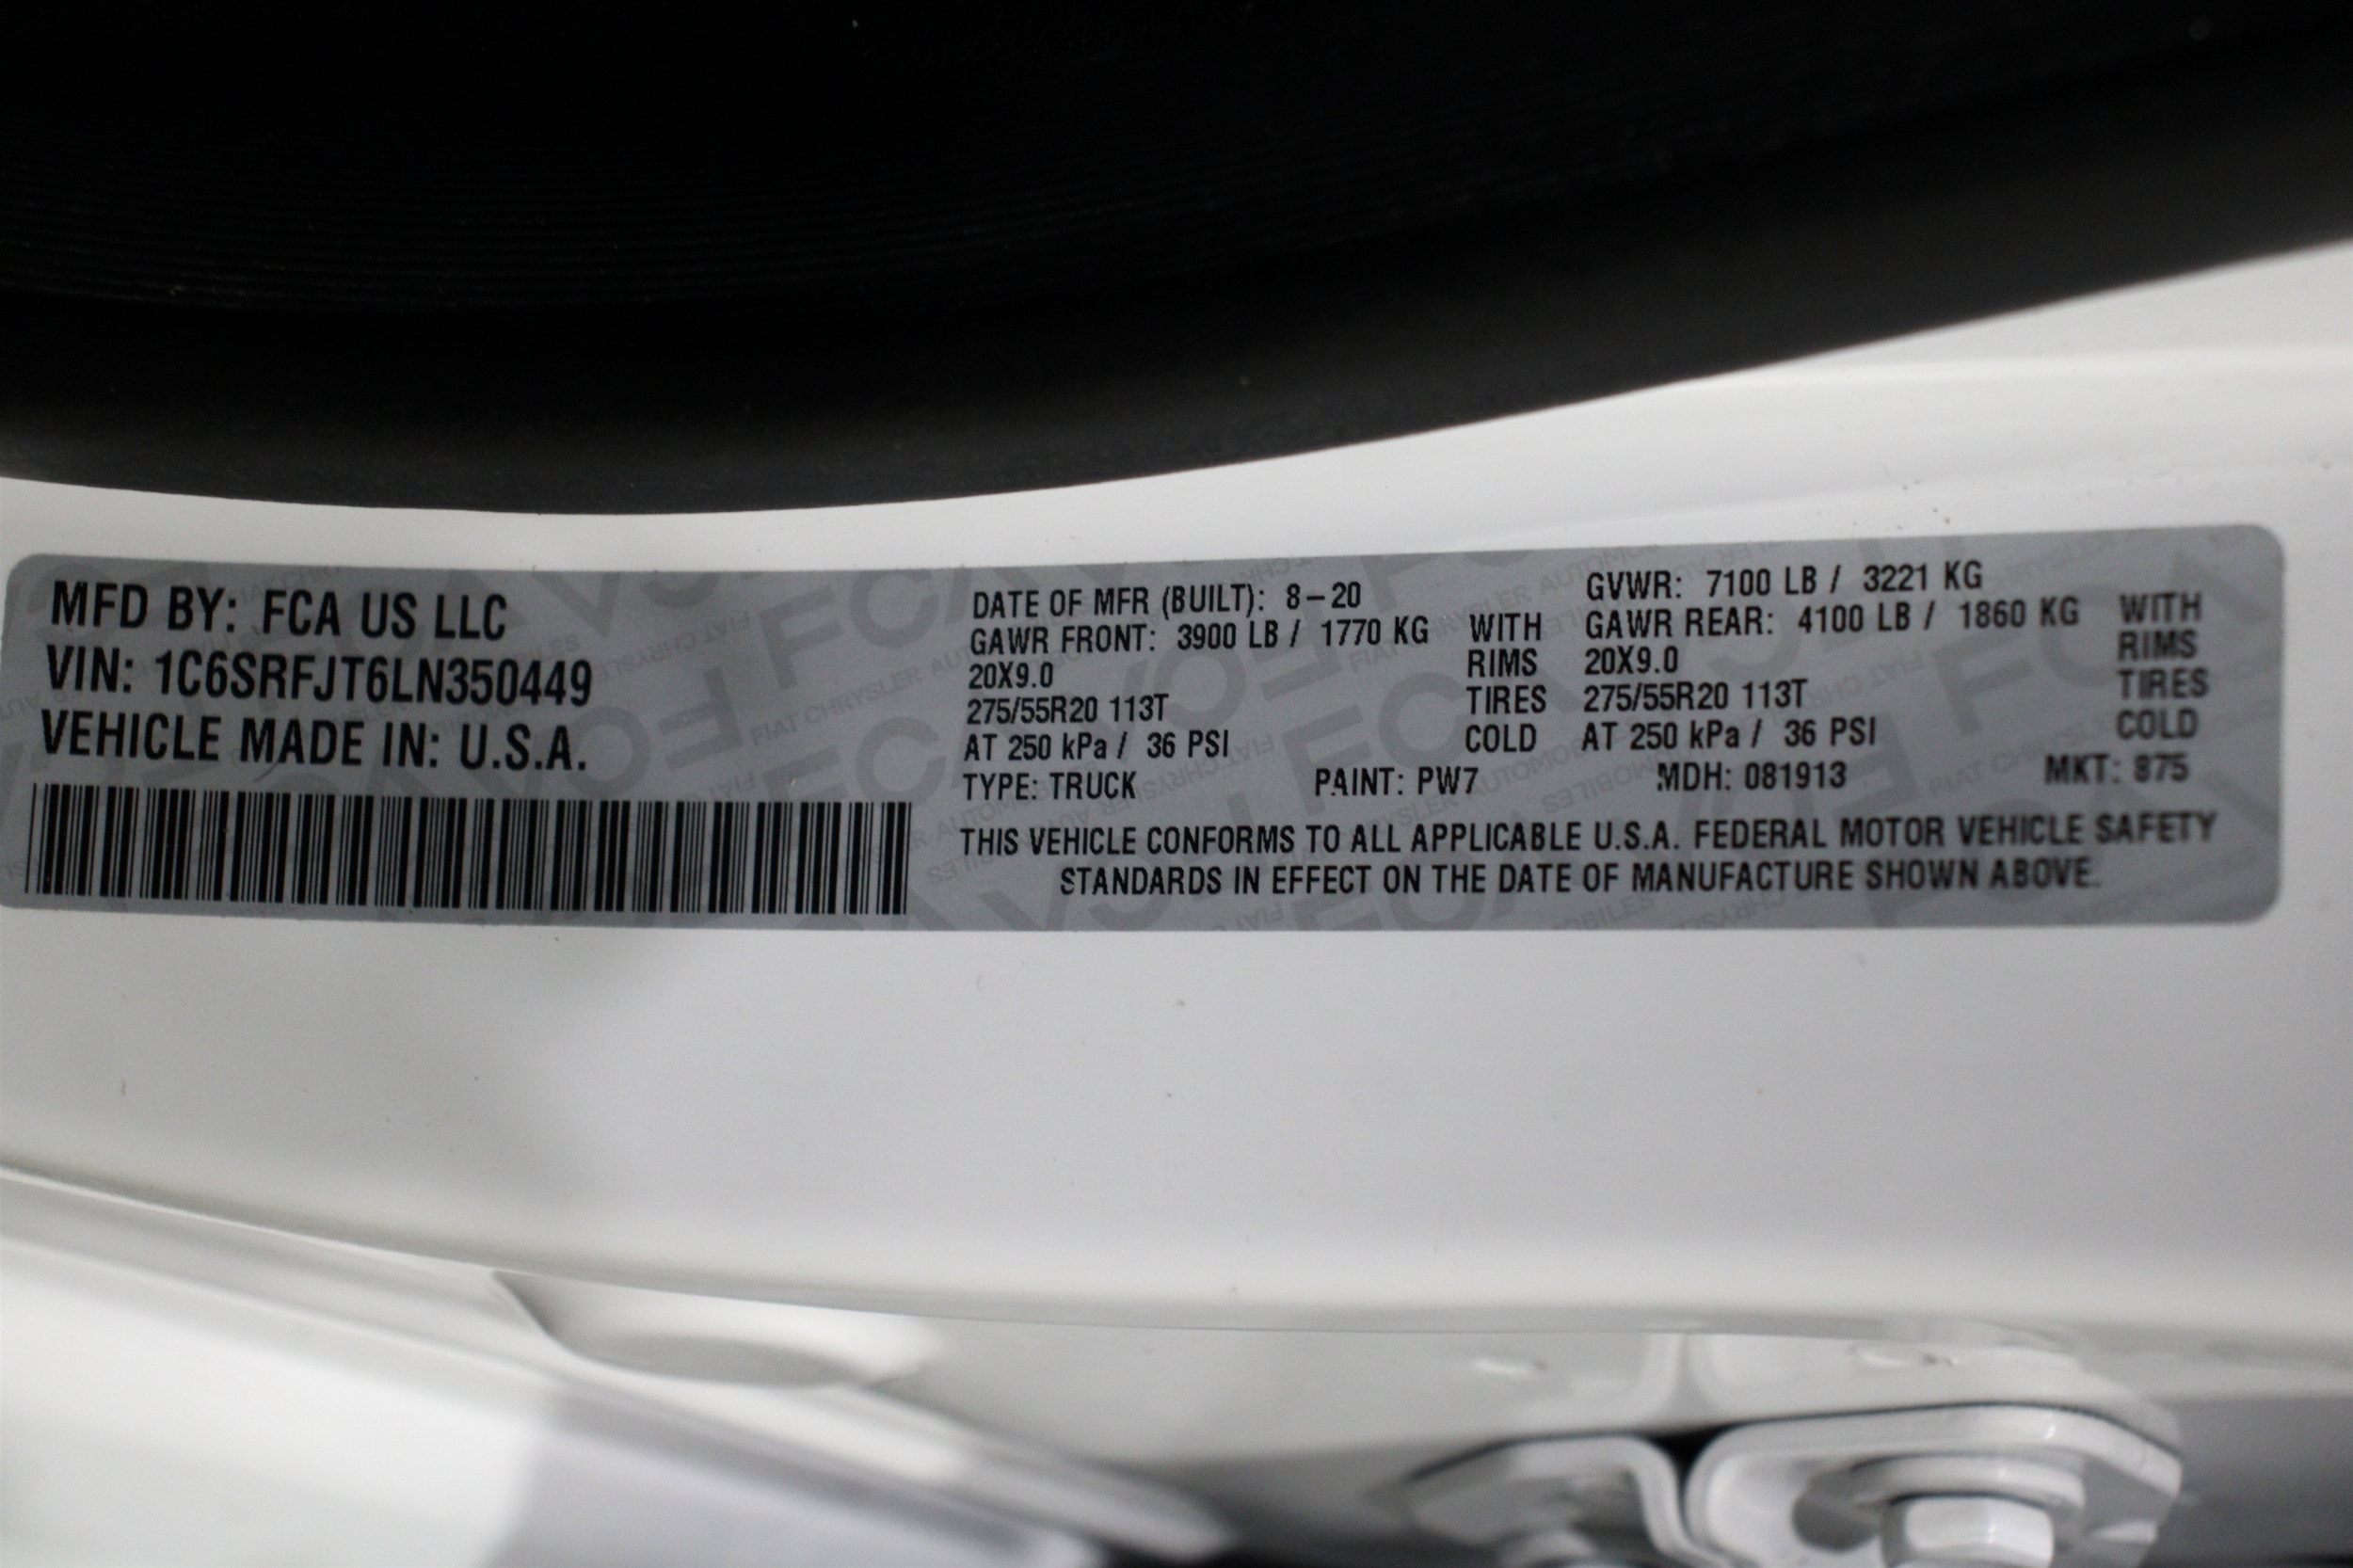 MFD BY: FCA US LLC
VIN: 1C6SRFJT6LN350449
VEHICLE MADE IN: U.S.A.
DATE OF MFR (BUILT): 8-20 GVWR: 7100 LB / 3221 KG
GAWR FRONT: 3900 LB / 1770 KG WITH GAWR REAR: 4100 LB / 1860 KG WITH
20X9.0 RIMS 20X9.0 RIMS
275/55R20 113T TIRES 275/55R20 113T TIRES
AT 250 kPa / 36 PSI COLD AT 250 kPa / 36 PSI COLD
TYPE: TRUCK PAINT: PW7 MDH: 081913 MKT: 875
THIS VEHICLE CONFORMS TO ALL APPLICABLE U.S.A. FEDERAL MOTOR VEHICLE SAFETY
STANDARDS IN EFFECT ON THE DATE OF MANUFACTURE SHOWN ABOVE.